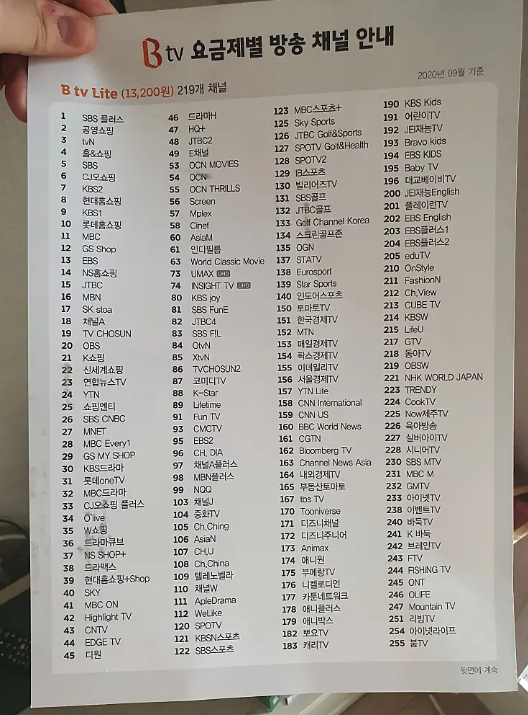 B tv 요금제별 방송 채널 안내
2020년 09월 기준
B tv Lite (13,200원) 219개 채널
1 SBS 플러스
2 공영쇼핑
3 tvN
4 홈&쇼핑
5 SBS
6 CJ오쇼핑
7 KBS2
8 현대홈쇼핑
9 KBS1
10 롯데홈쇼핑
11 MBC
12 GS Shop
13 EBS
14 NS홈쇼핑
15 JTBC
16 MBN
17 SK stoa
18 채널A
19 TV CHOSUN
20 OBS
21 K쇼핑
22 신세계쇼핑
23 연합뉴스TV
24 YTN
25 쇼핑엔티
26 SBS CNBC
27 MNET
28 MBC Every1
29 GS MY SHOP
30 KBS드라마
31 롯데oneTV
32 MBC드라마
33 CJ오쇼핑 플러스
34 O'live
35 W쇼핑
36 드라마큐브
37 NS SHOP+
38 드라맥스
39 현대홈쇼핑+Shop
40 SKY
41 MBC ON
42 Highlight TV
43 CNTV
44 EDGE TV
45 디원
46 드라마H
47 HQ+
48 JTBC2
49 E채널
53 OCN MOVIES
54 OCN
55 OCN THRILLS
56 Screen
57 Mplex
58 Cinef
60 AsiaM
61 인디필름
63 World Classic Movie
73 UMAX UHD
74 INSIGHT TV UHD
80 KBS joy
81 SBS FunE
82 JTBC4
83 SBS F!L
84 OtvN
85 XtvN
86 TVCHOSUN2
87 코미디TV
88 K-Star
89 Lifetime
91 Fun TV
93 CMCTV
95 EBS2
96 CH, DIA
97 채널A플러스
98 MBN플러스
99 NQQ
103 채널J
104 중화TV
105 Ch,Ching
106 AsiaN
107 CH,U
108 Ch,China
109 텔레노벨라
110 채널W
111 ApleDrama
112 WeLike
120 SPOTV
121 KBSN스포츠
122 SBS스포츠
123 MBC스포츠+
125 Sky Sports
126 JTBC Golf&Sports
127 SPOTV Golf&Health
128 SPOTV2
129 IB스포츠
130 빌리어즈TV
131 SBS골프
132 JTBC골프
133 Golf Channel Korea
134 스크린골프존
135 OGN
137 STATV
138 Eurosport
139 Star Sports
140 인도어스포츠
150 토마토TV
151 한국경제TV
152 MTN
153 매일경제TV
154 팍스경제TV
155 이데일리TV
156 서울경제TV
157 YTN Life
158 CNN International
159 CNN US
160 BBC World News
161 CGTN
162 Bloomberg TV
163 Channel News Asia
164 내외경제TV
165 부동산토마토
167 tbs TV
170 Tooniverse
171 디즈니채널
172 디즈니주니어
173 Animax
174 애니원
175 부메랑TV
176 니켈로디언
177 카툰네트워크
178 애니플러스
179 애니박스
182 뽀요TV
183 캐리TV
190 KBS Kids
191 어린이TV
192 JEI재능TV
193 Bravo kids
194 EBS KIDS
195 Baby TV
196 대교베이비TV
200 JEI재능English
201 플레이런TV
202 EBS English
203 EBS플러스1
204 EBS플러스2
205 eduTV
210 OnStyle
211 FashionN
212 Ch,View
213 CUBE TV
214 KBSW
215 LifeU
217 GTV
218 동아TV
219 OBSW
221 NHK WORLD JAPAN
223 TRENDY
224 CookTV
225 Now제주TV
226 육아방송
227 실버아이TV
228 시니어TV
230 SBS MTV
231 MBC M
232 GMTV
233 아이넷TV
238 이벤트TV
240 바둑TV
241 K 바둑
242 브레인TV
243 FTV
244 FISHING TV
245 ONT
246 OLIFE
247 Mountain TV
251 리빙TV
254 아이넷라이프
255 붐TV
뒷면에 계속